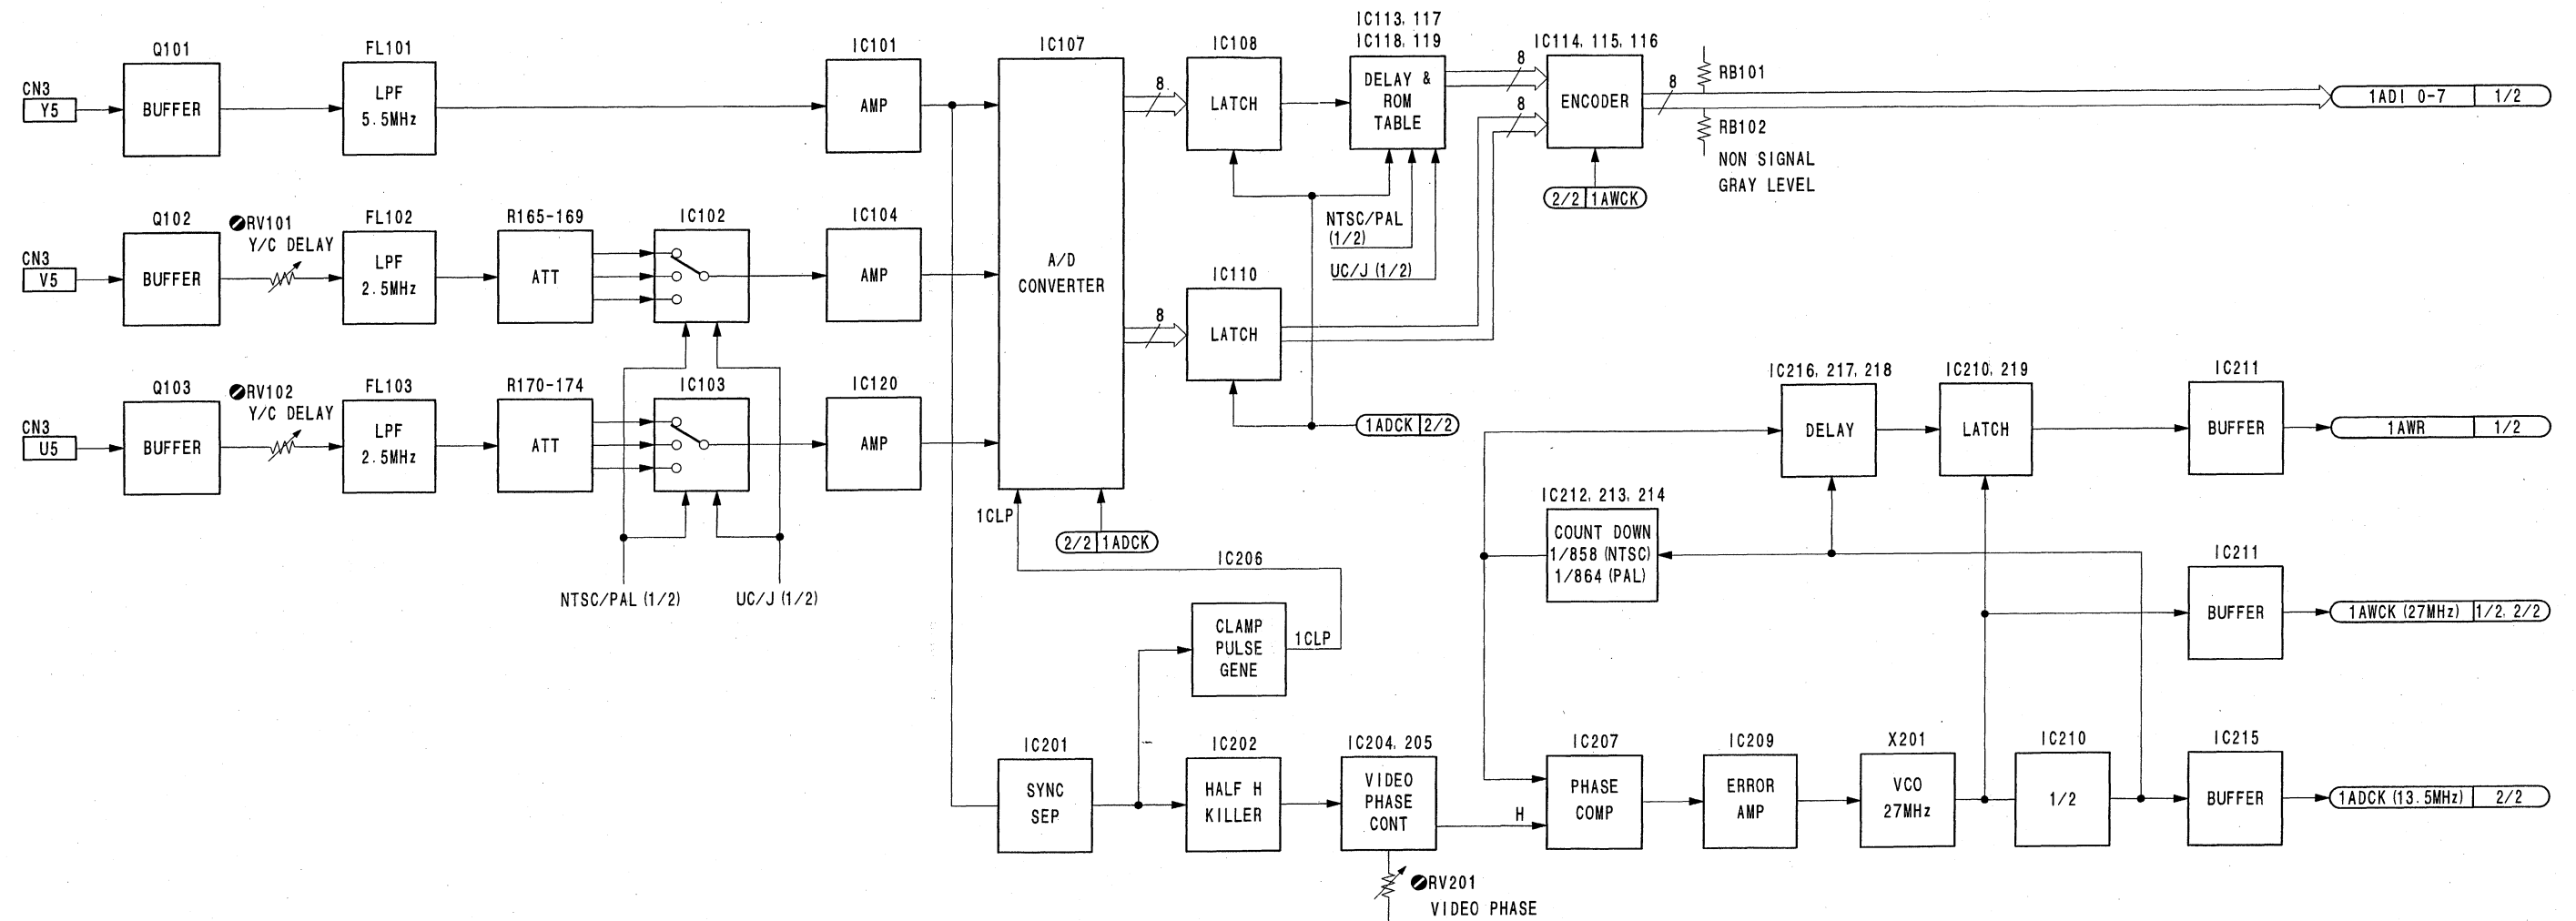 CN3
Y5
Q101
BUFFER
FL101
LPF
5.5MHz
IC101
AMP
IC107
A/D
CONVERTER
IC108
LATCH
8
IC113, 117
IC118, 119
DELAY &
ROM
TABLE
8
8
IC114, 115, 116
ENCODER
8
RB101
RB102
NON SIGNAL
GRAY LEVEL
1ADI 0-7 1/2
2/2 1AWCK
NTSC/PAL
(1/2)
UC/J (1/2)
CN3
V5
Q102
BUFFER
RV101
Y/C DELAY
FL102
LPF
2.5MHz
R165-169
ATT
IC102
IC104
AMP
8
IC110
LATCH
1ADCK 2/2
CN3
U5
Q103
BUFFER
RV102
Y/C DELAY
FL103
LPF
2.5MHz
R170-174
ATT
IC103
IC120
AMP
NTSC/PAL (1/2)
UC/J (1/2)
1CLP
2/2 1ADCK
IC206
CLAMP
PULSE
GENE
1CLP
IC216, 217, 218
DELAY
IC210, 219
LATCH
IC211
BUFFER
1AWR 1/2
IC212, 213, 214
COUNT DOWN
1/858 (NTSC)
1/864 (PAL)
IC211
BUFFER
1AWCK (27MHz) 1/2, 2/2
IC201
SYNC
SEP
IC202
HALF H
KILLER
IC204, 205
VIDEO
PHASE
CONT
H
RV201
VIDEO PHASE
IC207
PHASE
COMP
IC209
ERROR
AMP
X201
VCO
27MHz
IC210
1/2
IC215
BUFFER
1ADCK (13.5MHz) 2/2